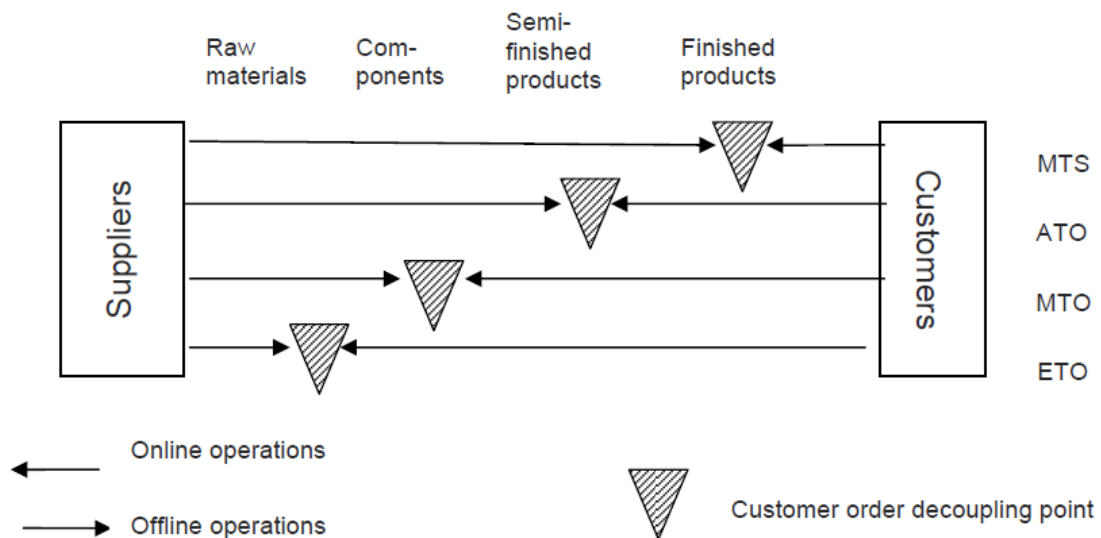 Raw
materials
Com-
ponents
Semi-
finished
products
Finished
products
Suppliers
Customers
MTS
ATO
MTO
ETO
Online operations
Offline operations
Customer order decoupling point